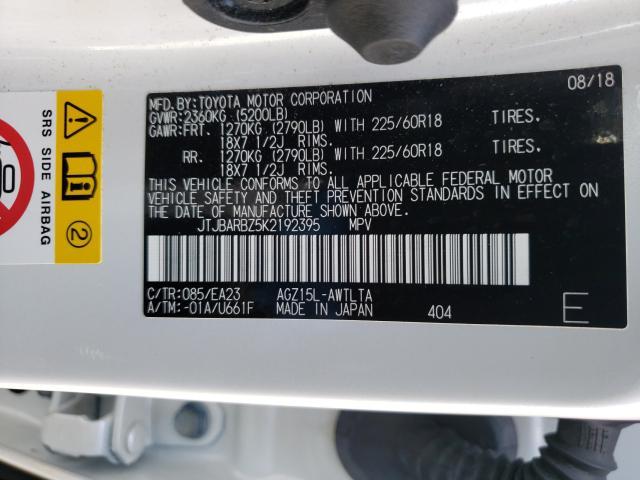 08/18
MFD.BY:TOYOTA MOTOR CORPORATION
GVWR:2360KG (5200LB)
GAWR:FRT. 1270KG (2790LB) WITH 225/60R18 TIRES.
18X7 1/2J RIMS.
RR. 1270KG (2790LB) WITH 225/60R18 TIRES.
18X7 1/2J RIMS.
THIS VEHICLE CONFORMS TO ALL APPLICABLE FEDERAL MOTOR
VEHICLE SAFETY AND THEFT PREVENTION STANDARDS IN EFFECT ON
THE DATE OF MANUFACTURE SHOWN ABOVE.
JTJBARBZ5K2192395 MPV
C/TR:085/EA23 AGZ15L-AWTLTA
A/TM:-01A/U661F MADE IN JAPAN 404 E
SRS SIDE AIRBAG
2